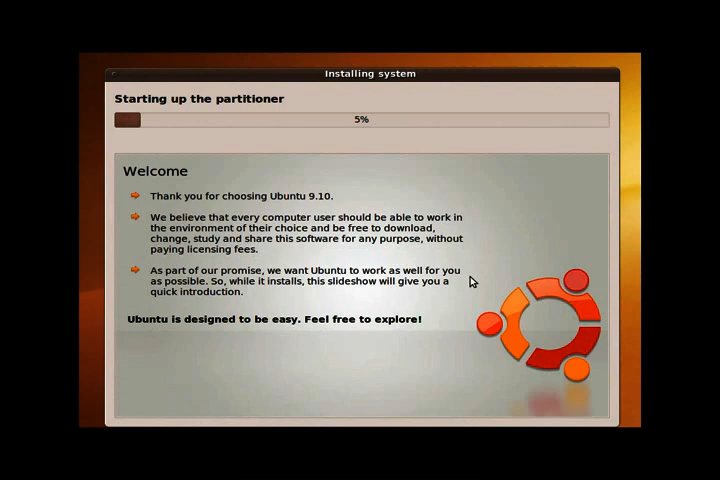 Installing system
Starting up the partitioner
5%
Welcome
Thank you for choosing Ubuntu 9.10.
We believe that every computer user should be able to work in
the environment of their choice and be free to download,
change, study and share this software for any purpose, without
paying licensing fees.
As part of our promise, we want Ubuntu to work as well for you
as possible. So, while it installs, this slideshow will give you a
quick introduction.
Ubuntu is designed to be easy. Feel free to explore!